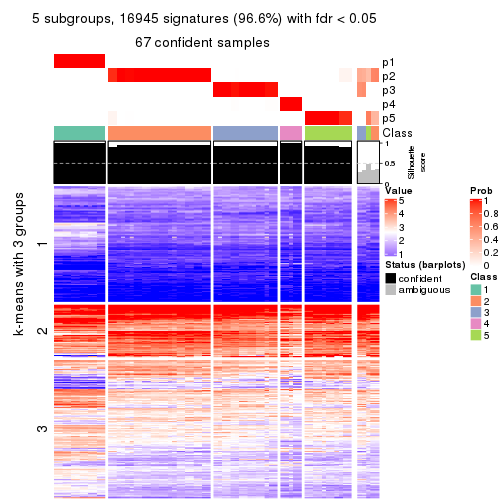 5 subgroups, 16945 signatures (96.6%) with fdr < 0.05
67 confident samples
p1
p2
p3
p4
p5
Class
1
0.5
0
Silhouette
score
k-means with 3 groups
1
2
3
Value
5
4
3
2
1
Status (barplots)
confident
ambiguous
Prob
1
0.8
0.6
0.4
0.2
0
Class
1
2
3
4
5